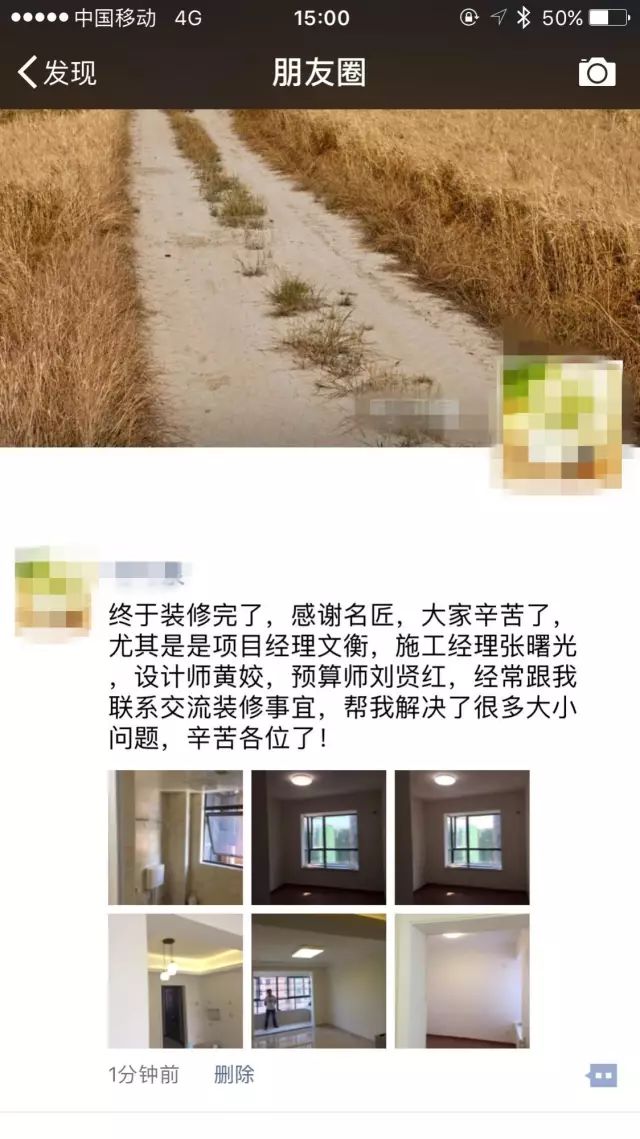 中国移动 4G 15:00 50%
发现 朋友圈
终于装修完了，感谢名匠，大家辛苦了，
尤其是是项目经理文衡，施工经理张曙光
，设计师黄姣，预算师刘贤红，经常跟我
联系交流装修事宜，帮我解决了很多大小
问题，辛苦各位了！
1分钟前 删除